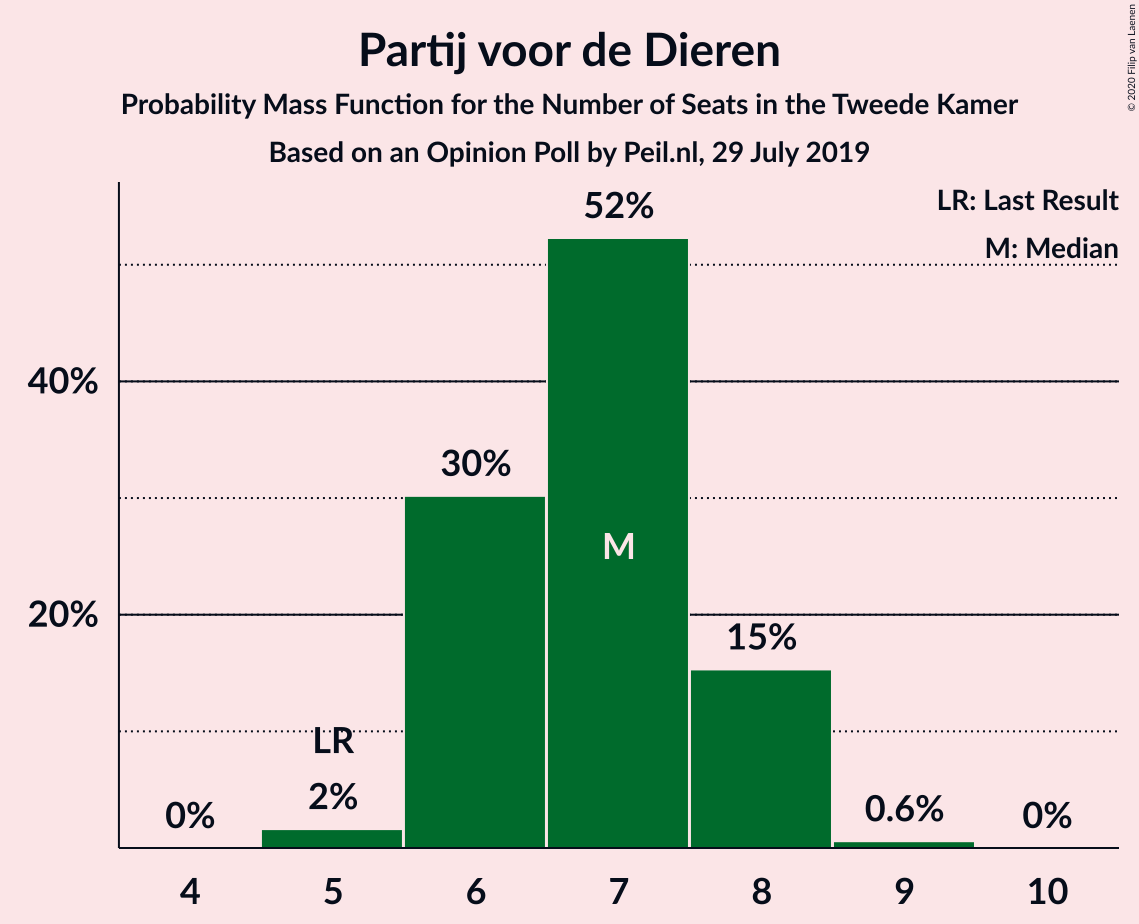 Partij voor de Dieren
Probability Mass Function for the Number of Seats in the Tweede Kamer
Based on an Opinion Poll by Peil.nl, 29 July 2019
© 2020 Filip van Laenen
LR: Last Result
M: Median
52%
40%
30%
M
20%
15%
LR
2%
0%
0.6%
0%
4 5 6 7 8 9 10